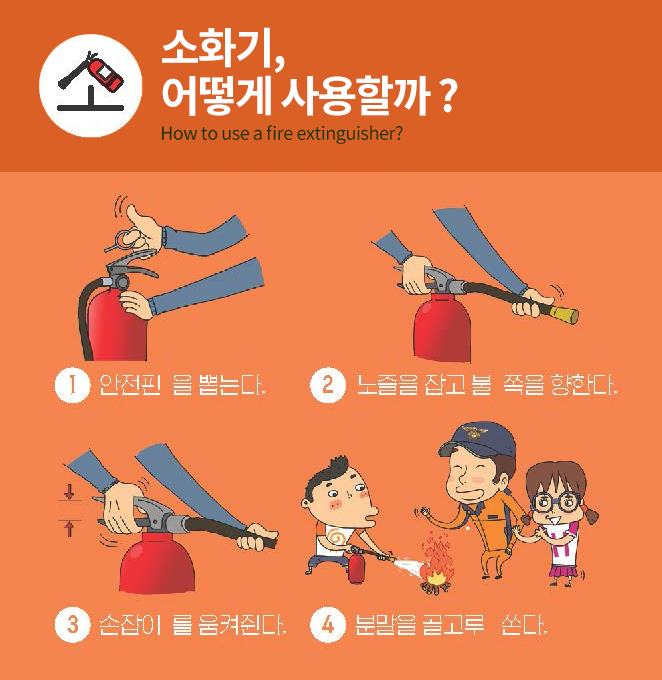 소화기,
어떻게 사용할까 ?
How to use a fire extinguisher?
1 안전핀 을 뽑는다.
2 노즐을 잡고 불 쪽을 향한다.
3 손잡이 를 움켜쥔다.
4 분말을 골고루 쏜다.